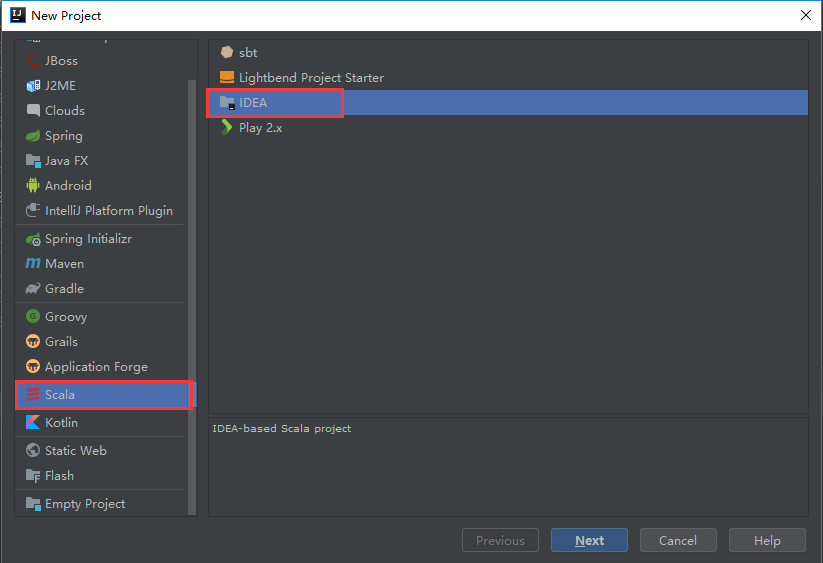 New Project
JBoss
J2ME
Clouds
Spring
Java FX
Android
IntelliJ Platform Plugin
Spring Initializr
Maven
Gradle
Groovy
Grails
Application Forge
Scala
Kotlin
Static Web
Flash
Empty Project
sbt
Lightbend Project Starter
IDEA
Play 2.x
IDEA-based Scala project
Previous
Next
Cancel
Help